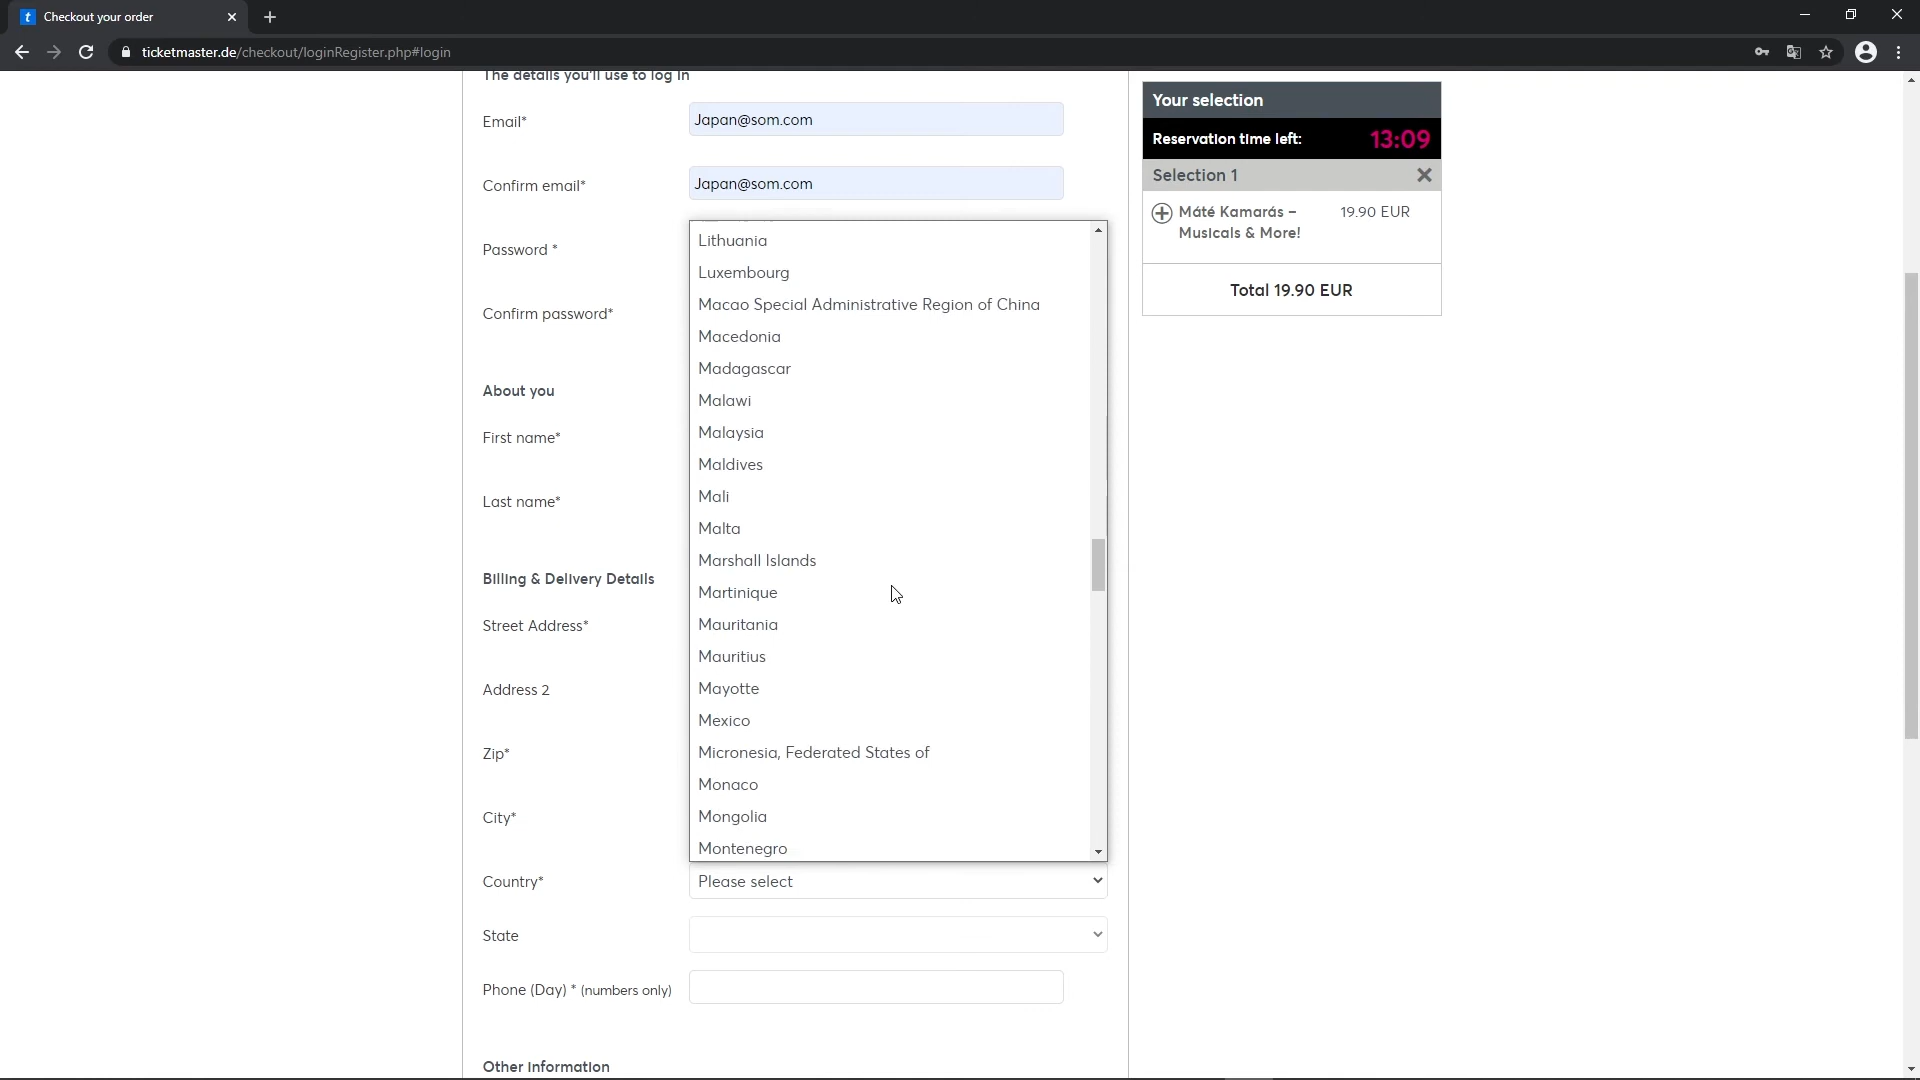 Checkout your order
ticketmaster.de/checkout/loginRegister.php#login
The details you'll use to log in
Email*
Japan@som.com
Confirm email*
Japan@som.com
Password *
Confirm password*
About you
First name*
Last name*
Billing & Delivery Details
Street Address*
Address 2
Zip*
City*
Lithuania
Luxembourg
Macao Special Administrative Region of China
Macedonia
Madagascar
Malawi
Malaysia
Maldives
Mali
Malta
Marshall Islands
Martinique
Mauritania
Mauritius
Mayotte
Mexico
Micronesia, Federated States of
Monaco
Mongolia
Montenegro
Country*
Please select
State
Phone (Day) * (numbers only)
Other Information
Your selection
Reservation time left: 13:09
Selection 1
Máté Kamarás – 19.90 EUR
Musicals & More!
Total 19.90 EUR